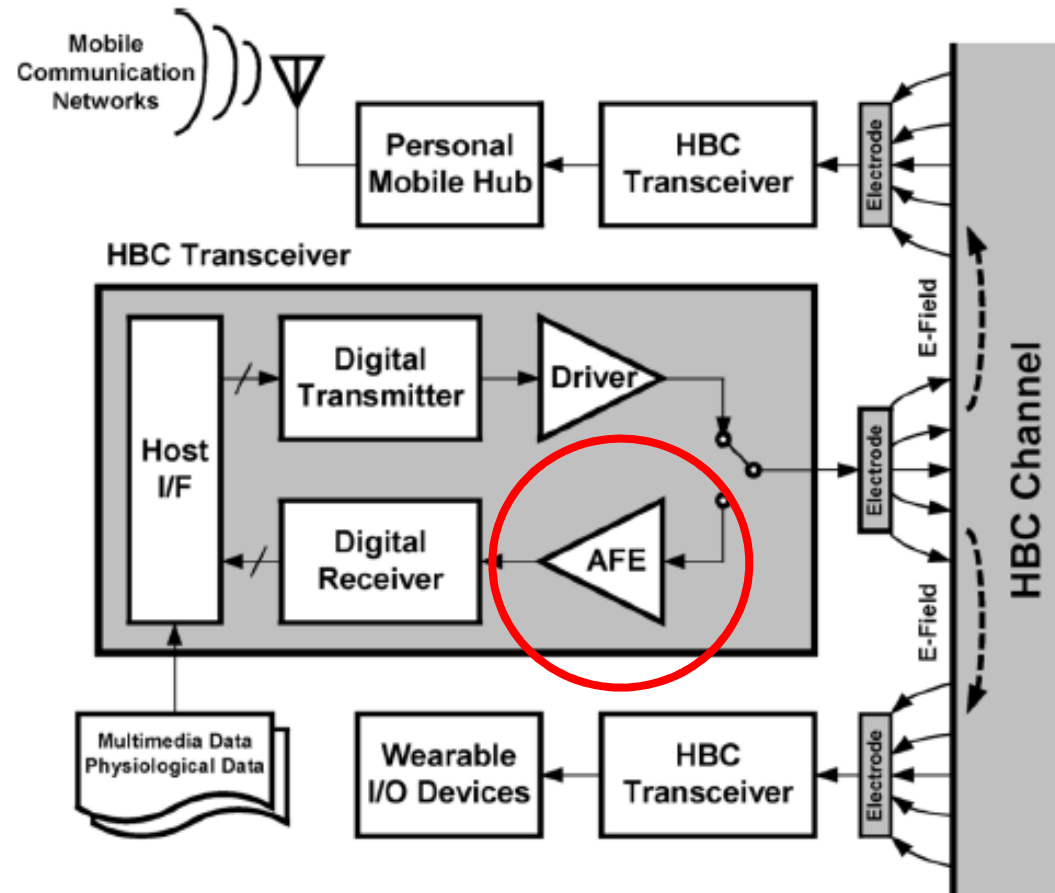 Mobile
Communication
Networks
Personal
Mobile Hub
HBC
Transceiver
Electrode
HBC Transceiver
Host
I/F
Digital
Transmitter
Driver
Digital
Receiver
AFE
Electrode
E-Field
E-Field
HBC Channel
Multimedia Data
Physiological Data
Wearable
I/O Devices
HBC
Transceiver
Electrode